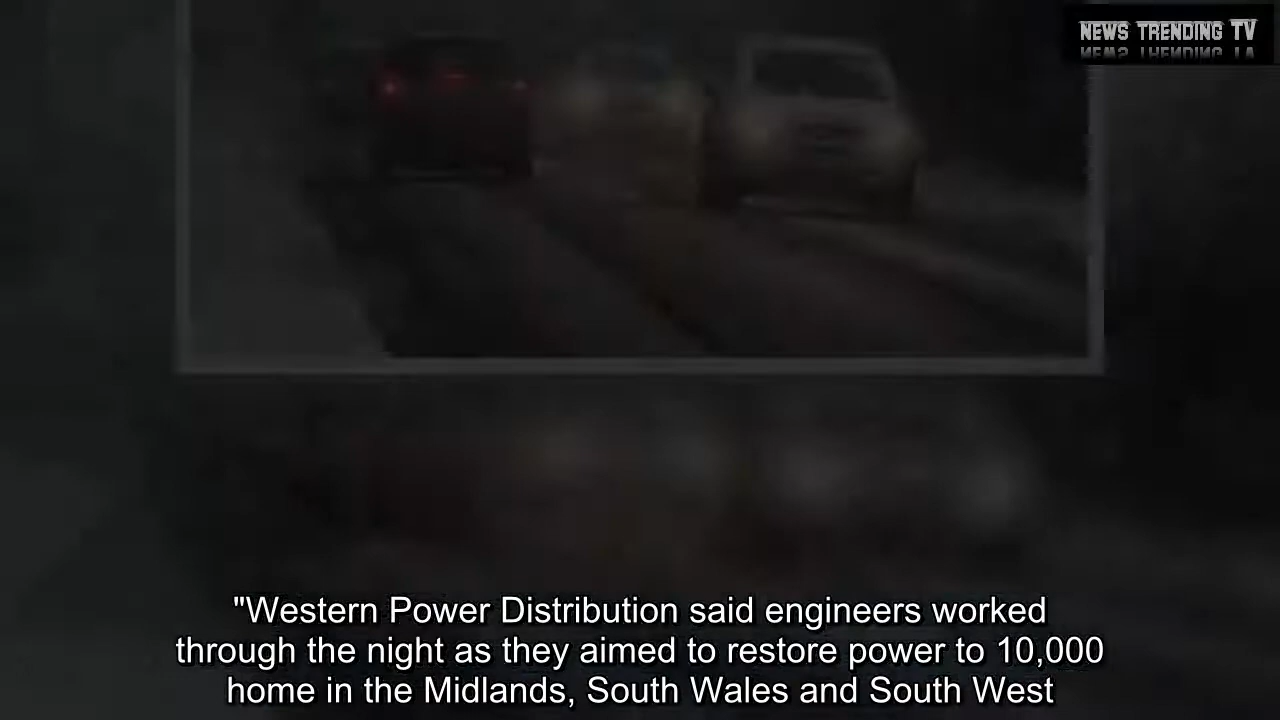 NEWS TRENDING TV
"Western Power Distribution said engineers worked
through the night as they aimed to restore power to 10,000
home in the Midlands, South Wales and South West